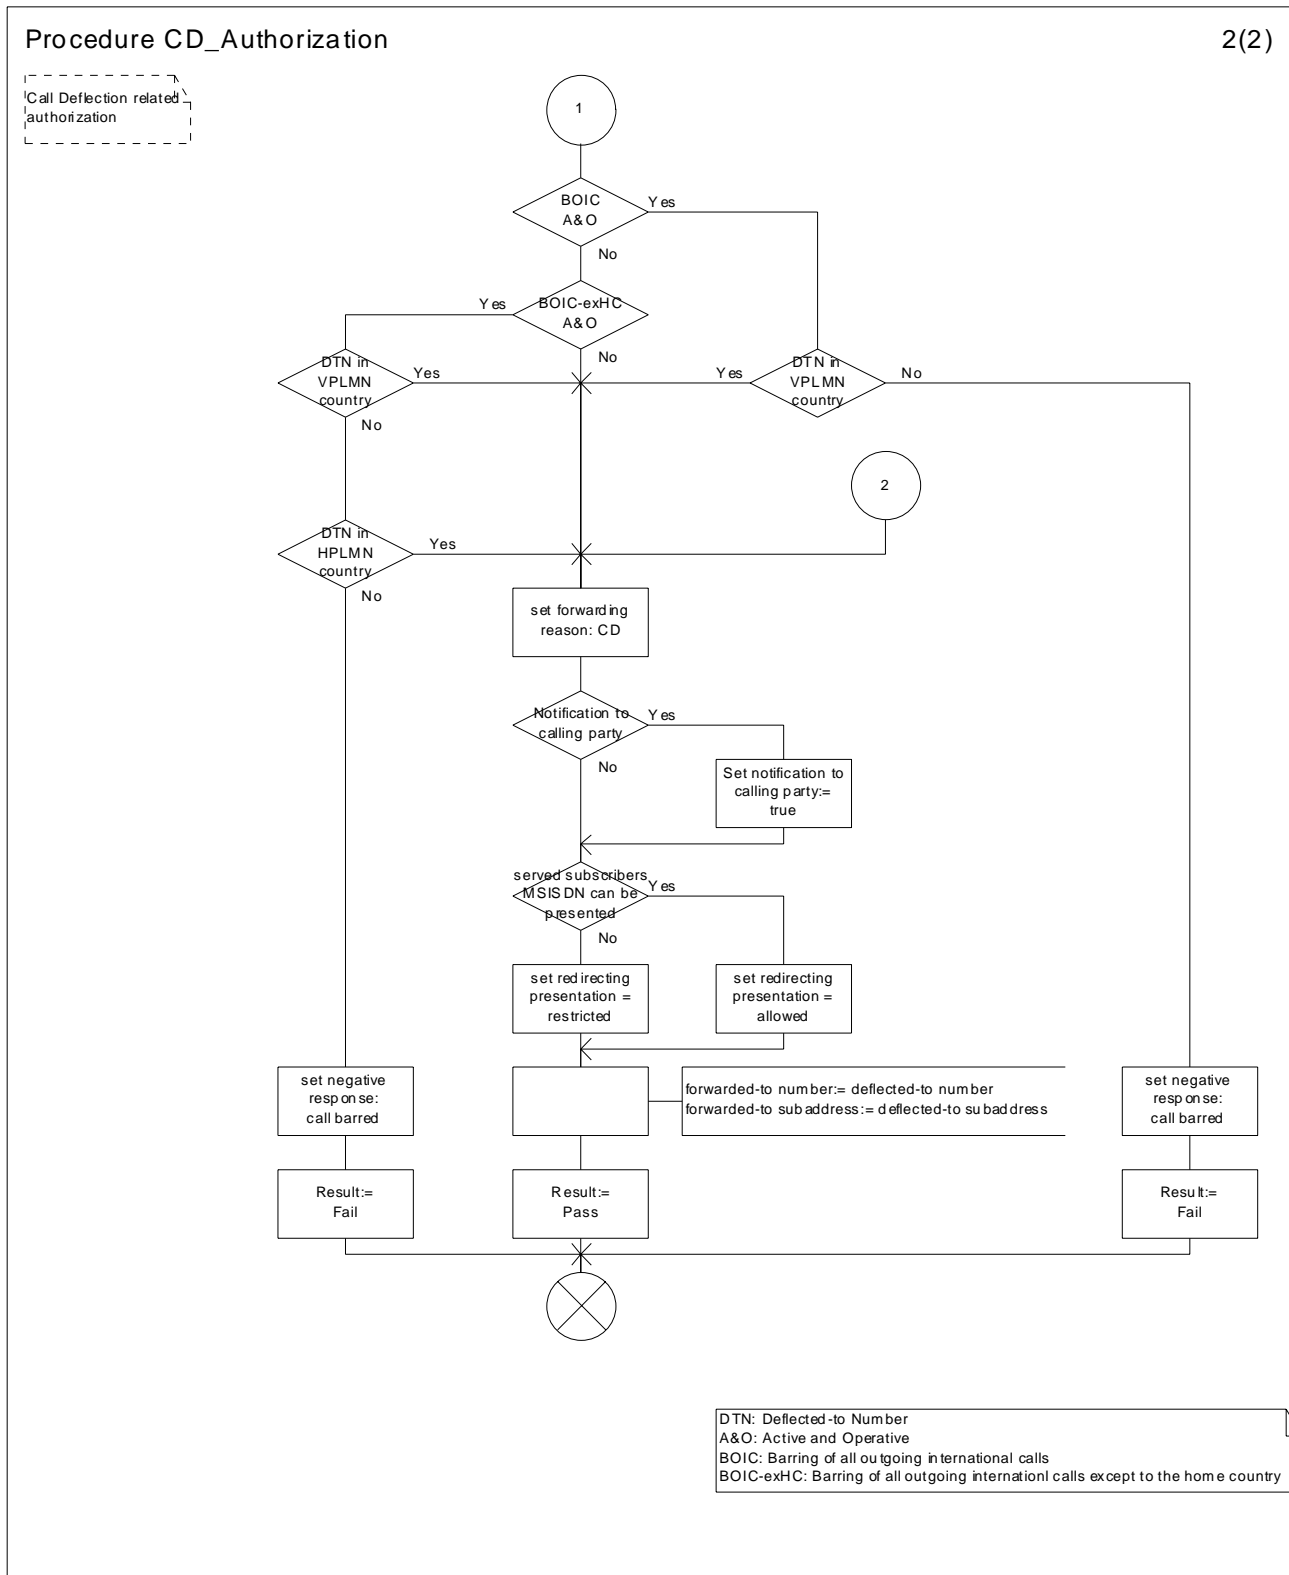 Procedure CD_Authorization
2(2)
Call Deflection related
authorization
1
BOIC
A&O
Yes
No
BOIC-exHC
A&O
Yes
No
DTN in
VPLMN
country
Yes
No
DTN in
VPLMN
country
Yes
No
2
DTN in
HPLMN
country
Yes
No
set forwarding
reason: CD
Notification to
calling party
Yes
No
Set notification to
calling party:=
true
served subscribers
MSISDN can be
presented
Yes
No
set redirecting
presentation =
restricted
set redirecting
presentation =
allowed
set negative
response:
call barred
forwarded-to number:= deflected-to number
forwarded-to subaddress:= deflected-to subaddress
set negative
response:
call barred
Result:=
Fail
Result:=
Pass
Result:=
Fail
DTN: Deflected-to Number
A&O: Active and Operative
BOIC: Barring of all outgoing international calls
BOIC-exHC: Barring of all outgoing internationl calls except to the home country